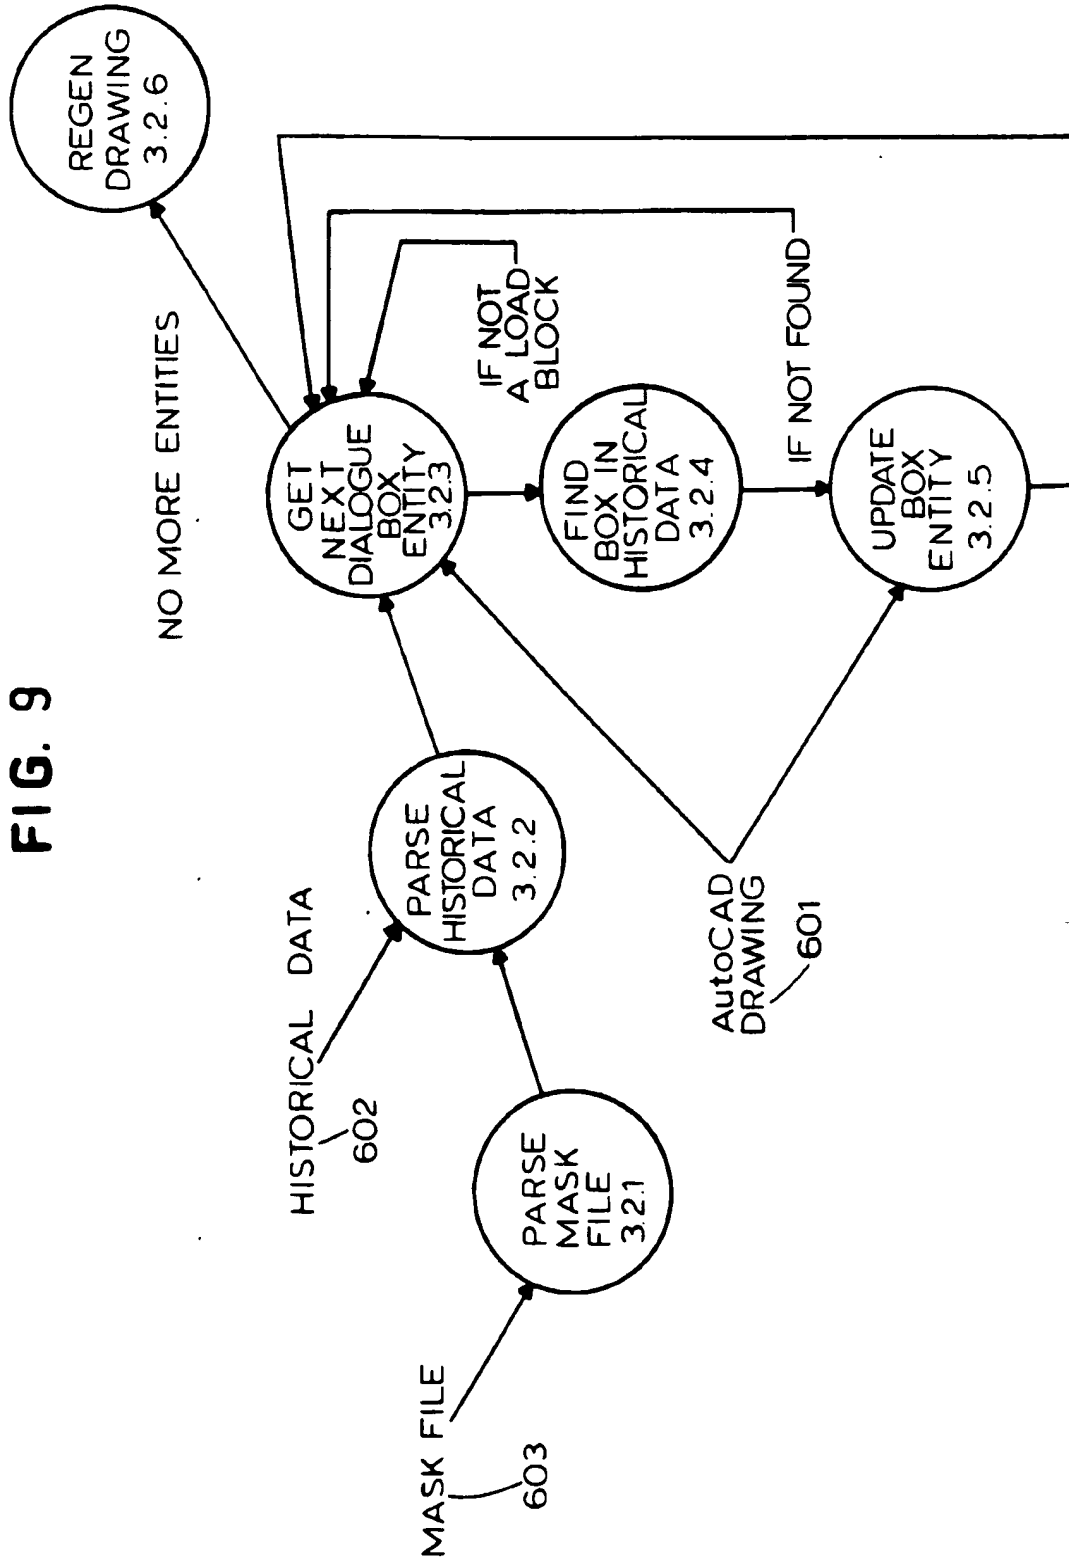 FIG. 9
MASK FILE
603
PARSE
MASK
FILE
3.2.1
HISTORICAL DATA
602
PARSE
HISTORICAL
DATA
3.2.2
AutoCAD
DRAWING
601
NO MORE ENTITIES
GET
NEXT
DIALOGUE
BOX
ENTITY
3.2.3
REGEN
DRAWING
3.2.6
IF NOT
A LOAD
BLOCK
FIND
BOX IN
HISTORICAL
DATA
3.2.4
IF NOT FOUND
UPDATE
BOX
ENTITY
3.2.5